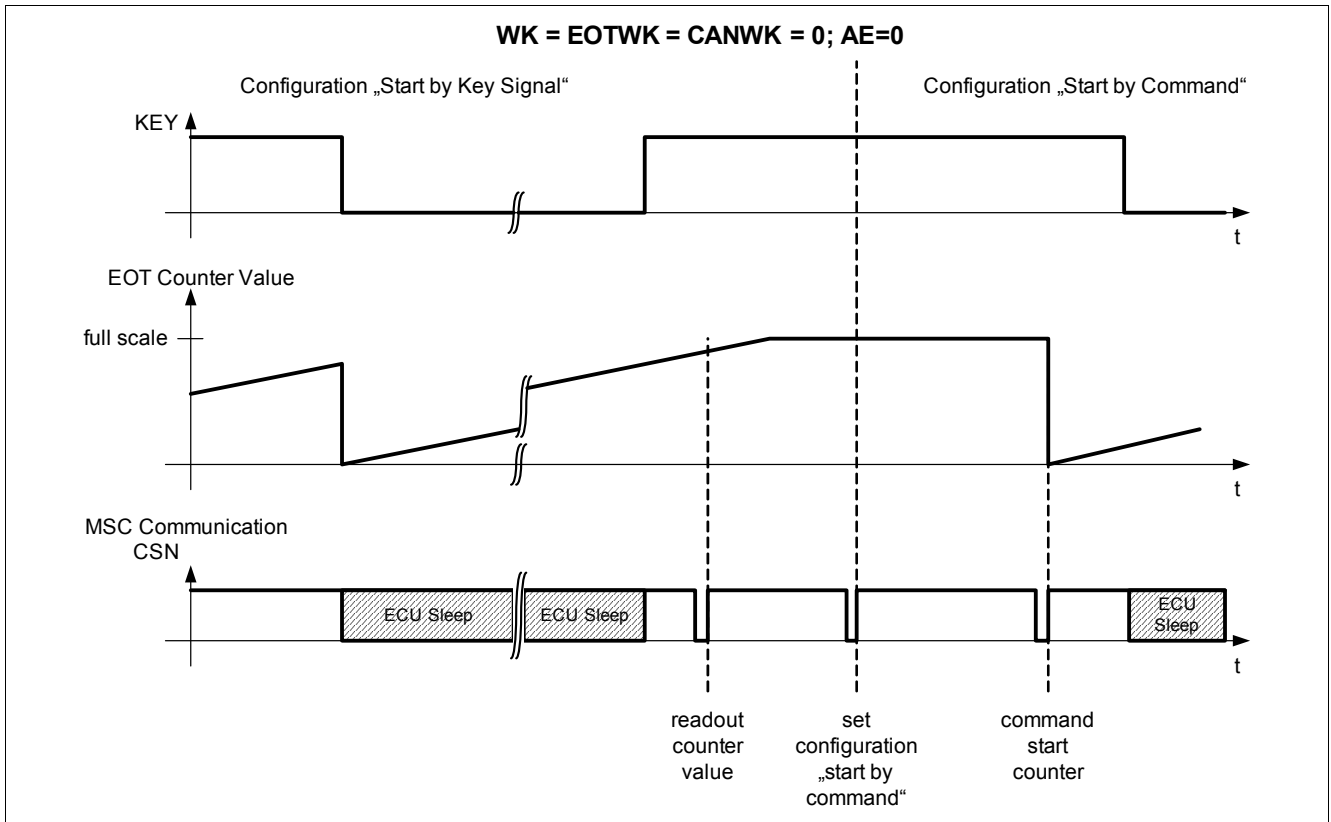 WK = EOTWK = CANWK = 0; AE=0
Configuration „Start by Key Signal“
Configuration „Start by Command“
KEY
t
EOT Counter Value
full scale
t
MSC Communication
CSN
ECU Sleep
ECU Sleep
ECU
Sleep
t
readout
counter
value
set
configuration
„start by
command“
command
start
counter